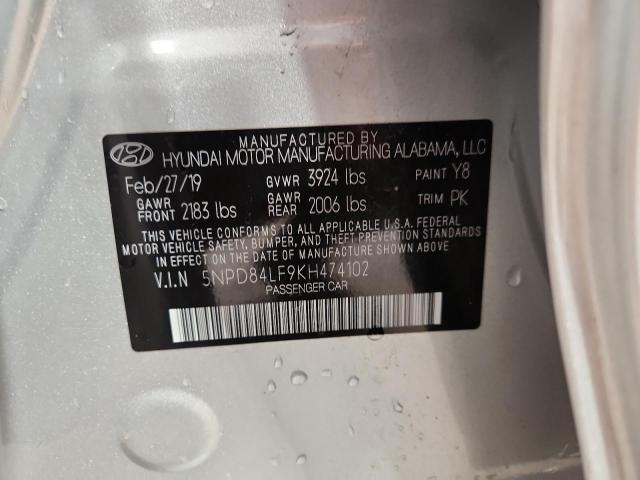 MANUFACTURED BY
HYUNDAI MOTOR MANUFACTURING ALABAMA, LLC
Feb/27/19 GVWR 3924 lbs PAINT Y8
GAWR FRONT 2183 lbs GAWR REAR 2006 lbs TRIM PK
THIS VEHICLE CONFORMS TO ALL APPLICABLE U.S.A. FEDERAL
MOTOR VEHICLE SAFETY, BUMPER, AND THEFT PREVENTION STANDARDS
IN EFFECT ON THE DATE OF MANUFACTURE SHOWN ABOVE.
V.I.N 5NPD84LF9KH474102
PASSENGER CAR